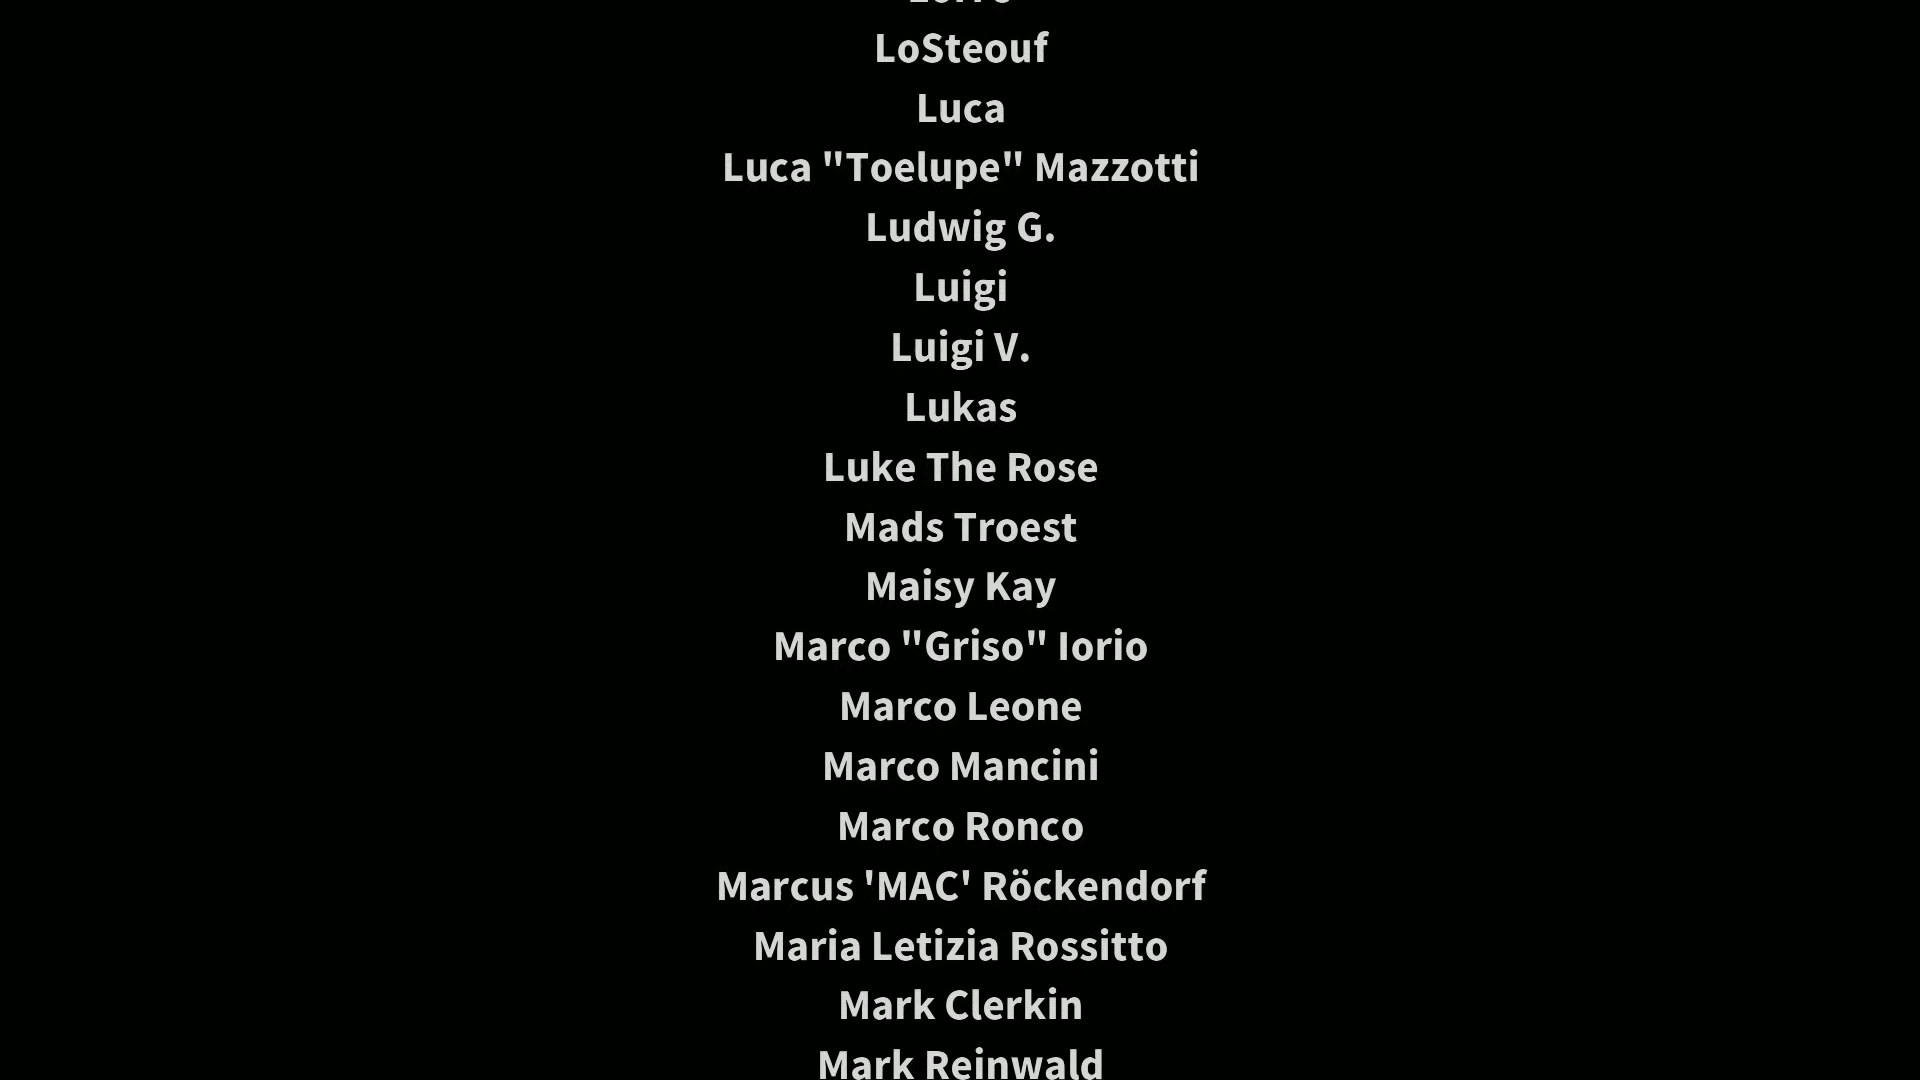 LoSteouf
Luca
Luca "Toelupe" Mazzotti
Ludwig G.
Luigi
Luigi V.
Lukas
Luke The Rose
Mads Troest
Maisy Kay
Marco "Griso" Iorio
Marco Leone
Marco Mancini
Marco Ronco
Marcus 'MAC' Röckendorf
Maria Letizia Rossitto
Mark Clerkin
Mark Reinwald